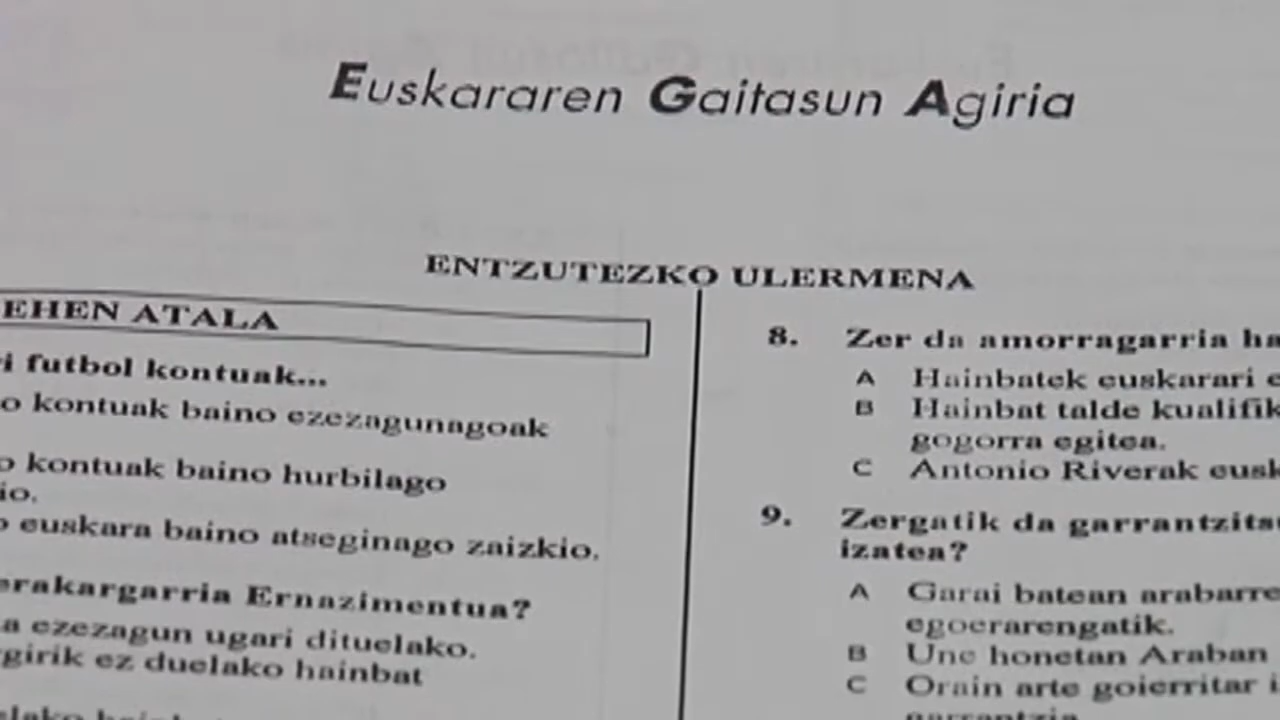 Euskararen Gaitasun Agiria
ENTZUTEZKO ULERMENA
EHEN ATALA
i futbol kontuak...
o kontuak baino ezezagunagoak
o kontuak baino hurbilago
io.
o euskara baino atseginago zaizkio.
erakargarria Ernazimentua?
a ezezagun ugari dituelako.
girik ez duelako hainbat
8. Zer da amorragarria ha
A Hainbatek euskarari e
B Hainbat talde kualifik
gogorra egitea.
C Antonio Riverak eusk
9. Zergatik da garrantzitsu
izatea?
A Garai batean arabarre
egoerarengatik.
B Une honetan Araban
C Orain arte goierritar i
garrantzia